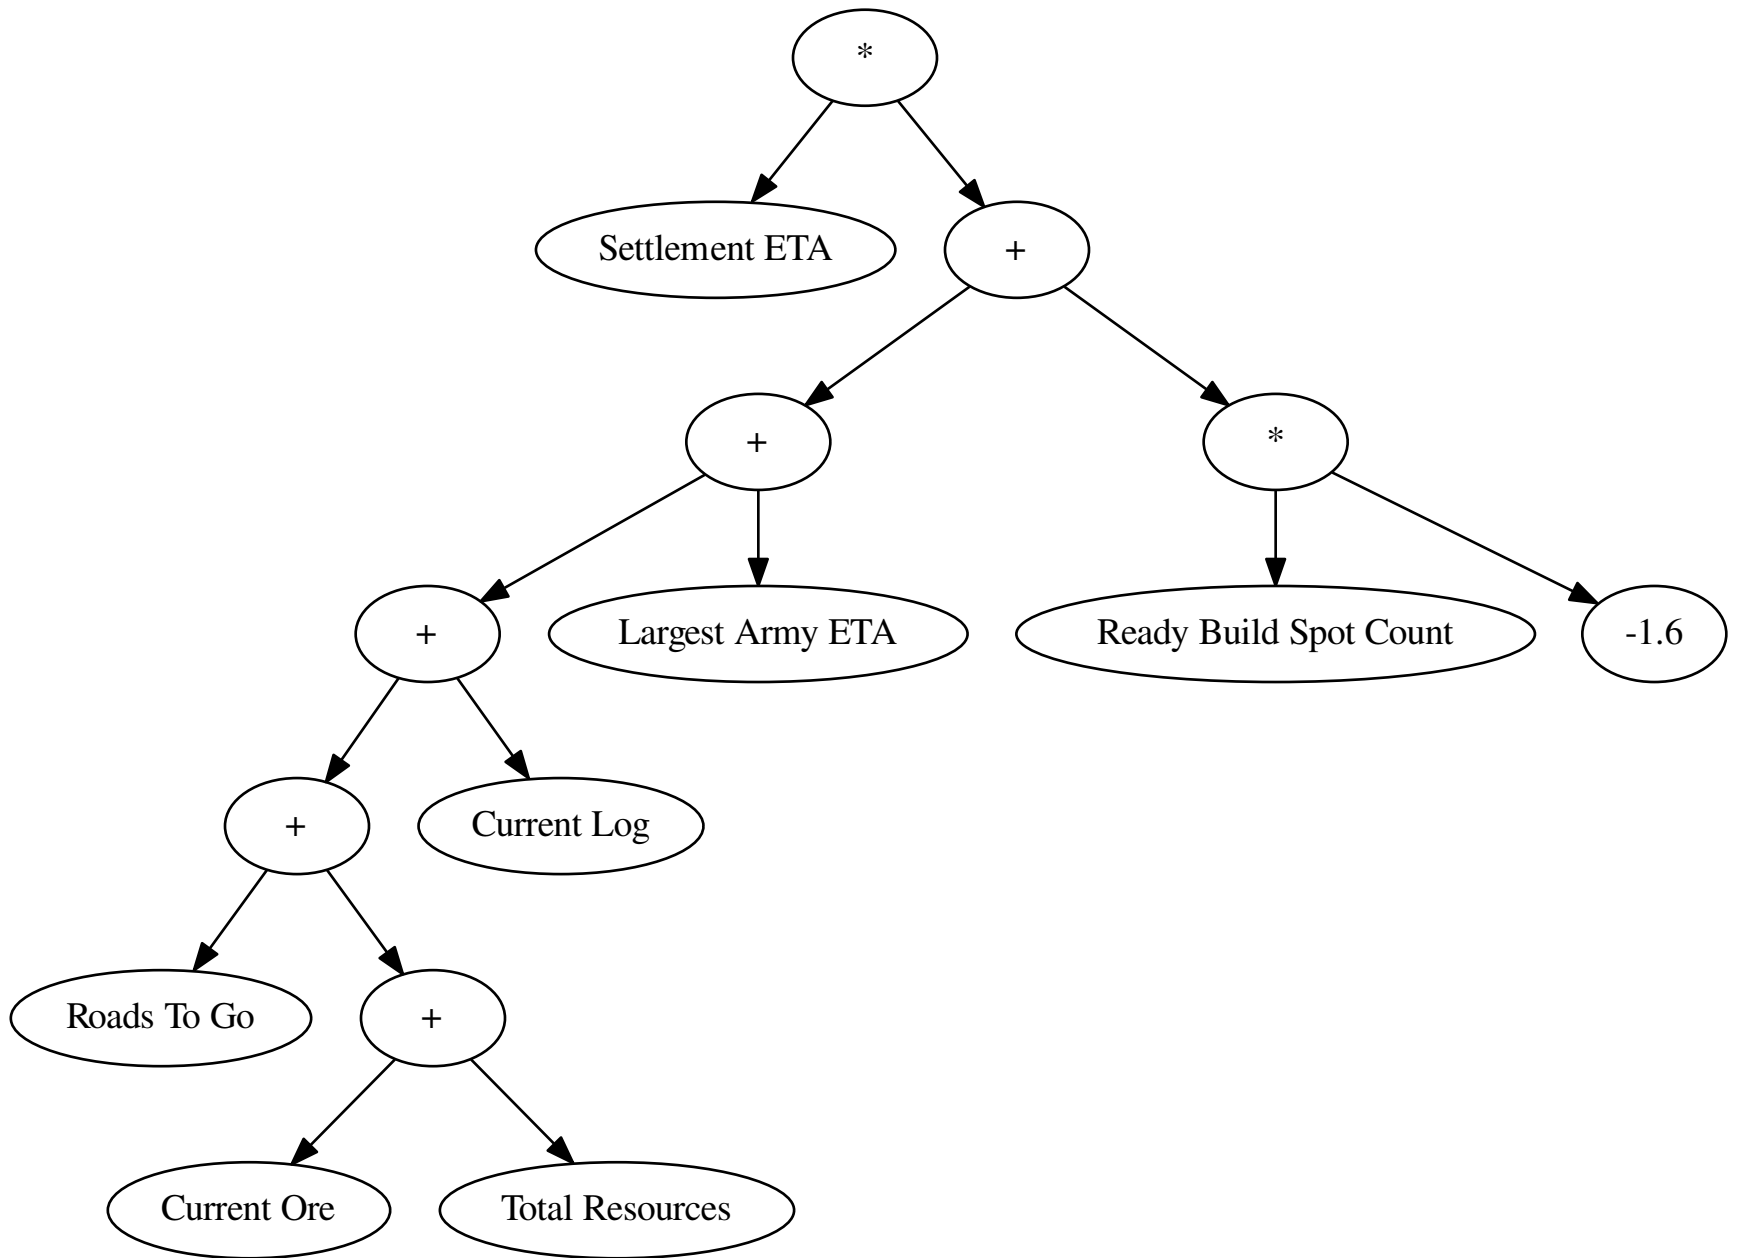 *
Settlement ETA
+
+
*
+
Largest Army ETA
Ready Build Spot Count
-1.6
+
Current Log
Roads To Go
+
Current Ore
Total Resources